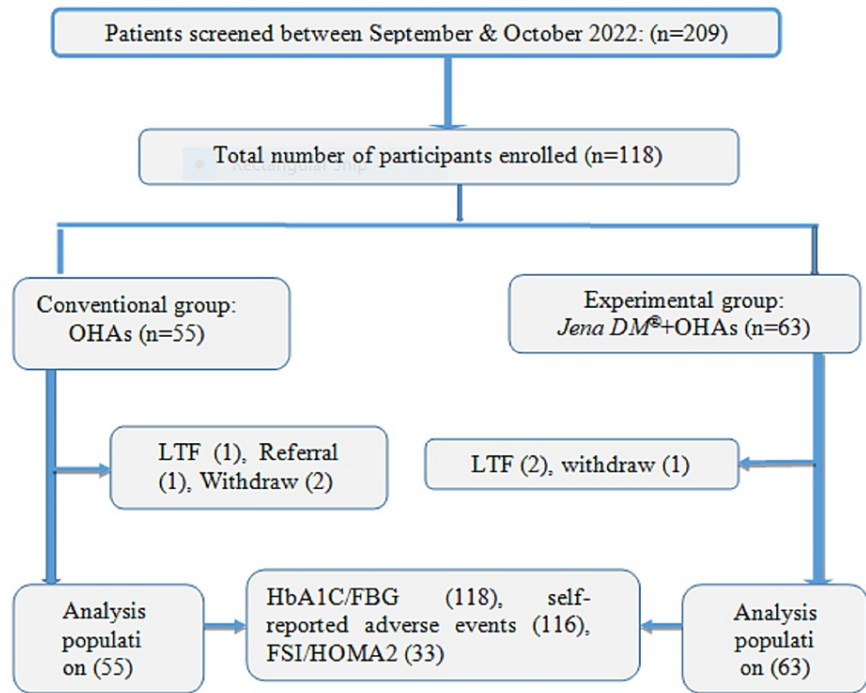 Patients screened between September & October 2022: (n=209)
Total number of participants enrolled (n=118)
Rectangular Snip
Conventional group:
OHAs (n=55)
Experimental group:
Jena DM®+OHAs (n=63)
LTF (1), Referral
(1), Withdraw (2)
LTF (2), withdraw (1)
Analysis
populati
on (55)
HbA1C/FBG (118), self-
reported adverse events (116),
FSI/HOMA2 (33)
Analysis
populati
on (63)